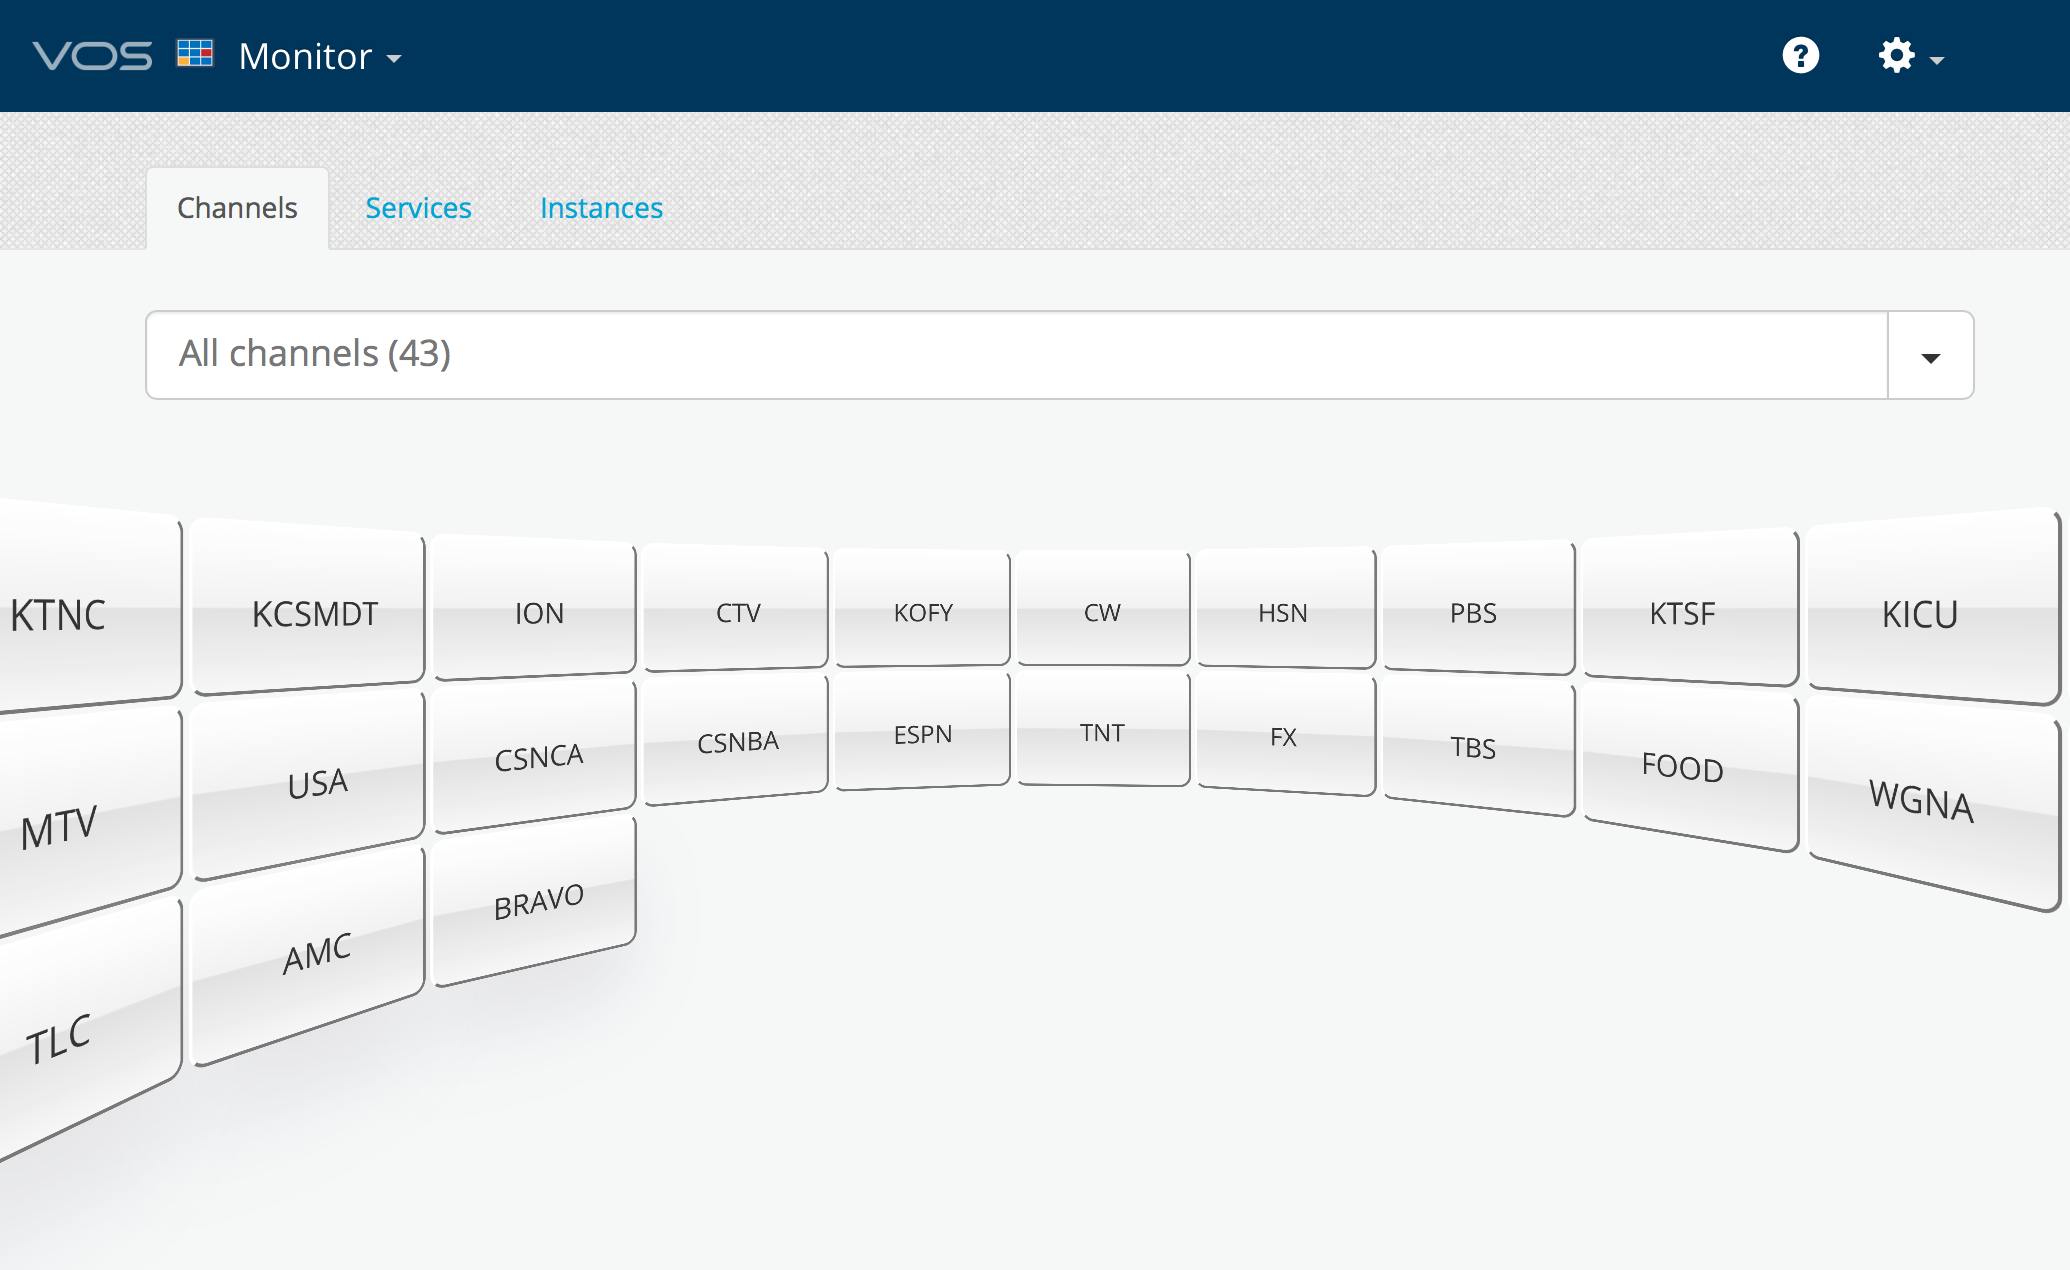 VOS Monitor
Channels Services Instances
All channels (43)
KTNC KCSMDT ION CTV KOFY CW HSN PBS KTSF KICU
MTV USA CSNCA CSNBA ESPN TNT FX TBS FOOD WGNA
TLC AMC BRAVO